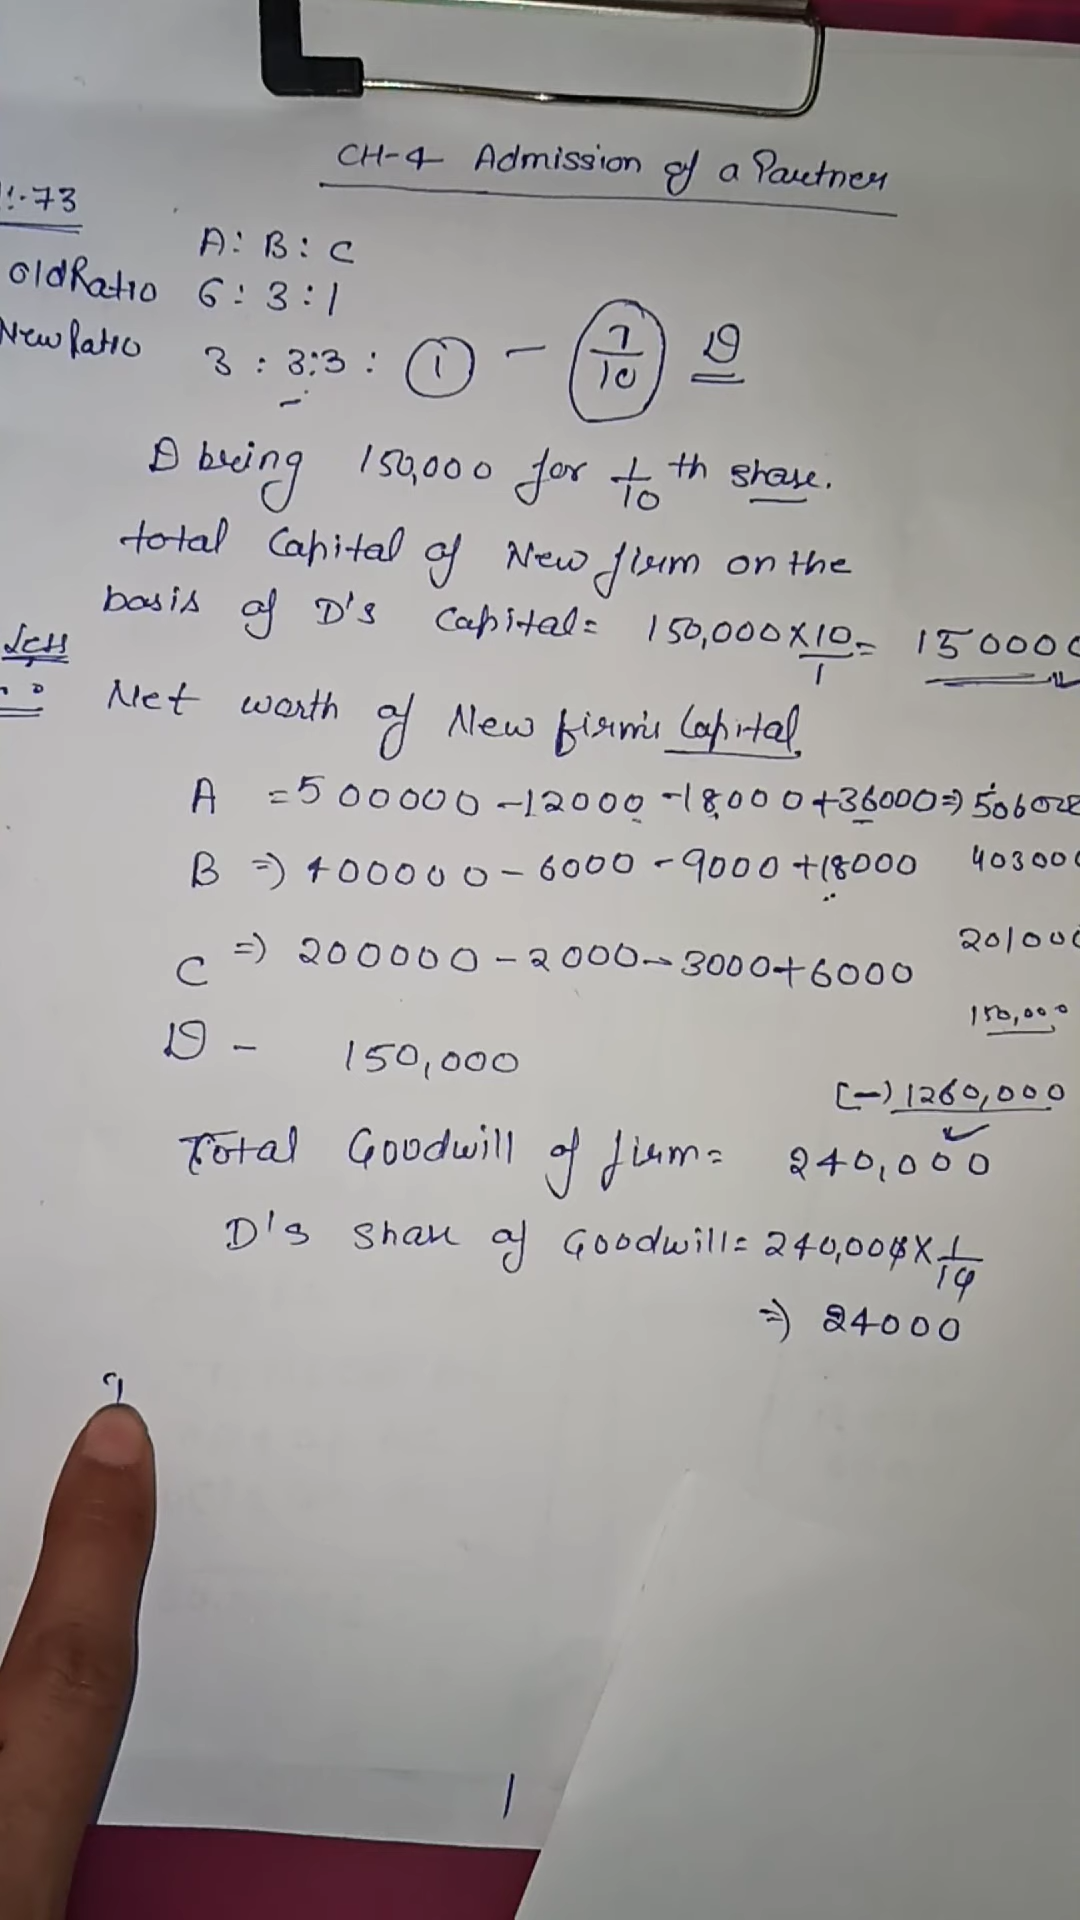 CH-4 Admission of a Partner
73
A: B: C
Old Ratio 6:3:1
New Ratio 3:3:3: 1 - 1/10 D
D being 150,000 for 1/10 th share.
total Capital of New firm on the
basis of D's Capital = 150,000 X 10/1 = 150000
Less
Net worth of New firm's Capital
A = 500000 - 12000 - 18000 + 36000 =)
B =) 400000 - 6000 - 9000 + 18000 403000
C =) 200000 - 2000 - 3000 + 6000 201000
150,000
D - 150,000
(-) 1260,000
Total Goodwill of firm = 240,000
D's share of Goodwill = 240,000 X 1/10
=) 24000